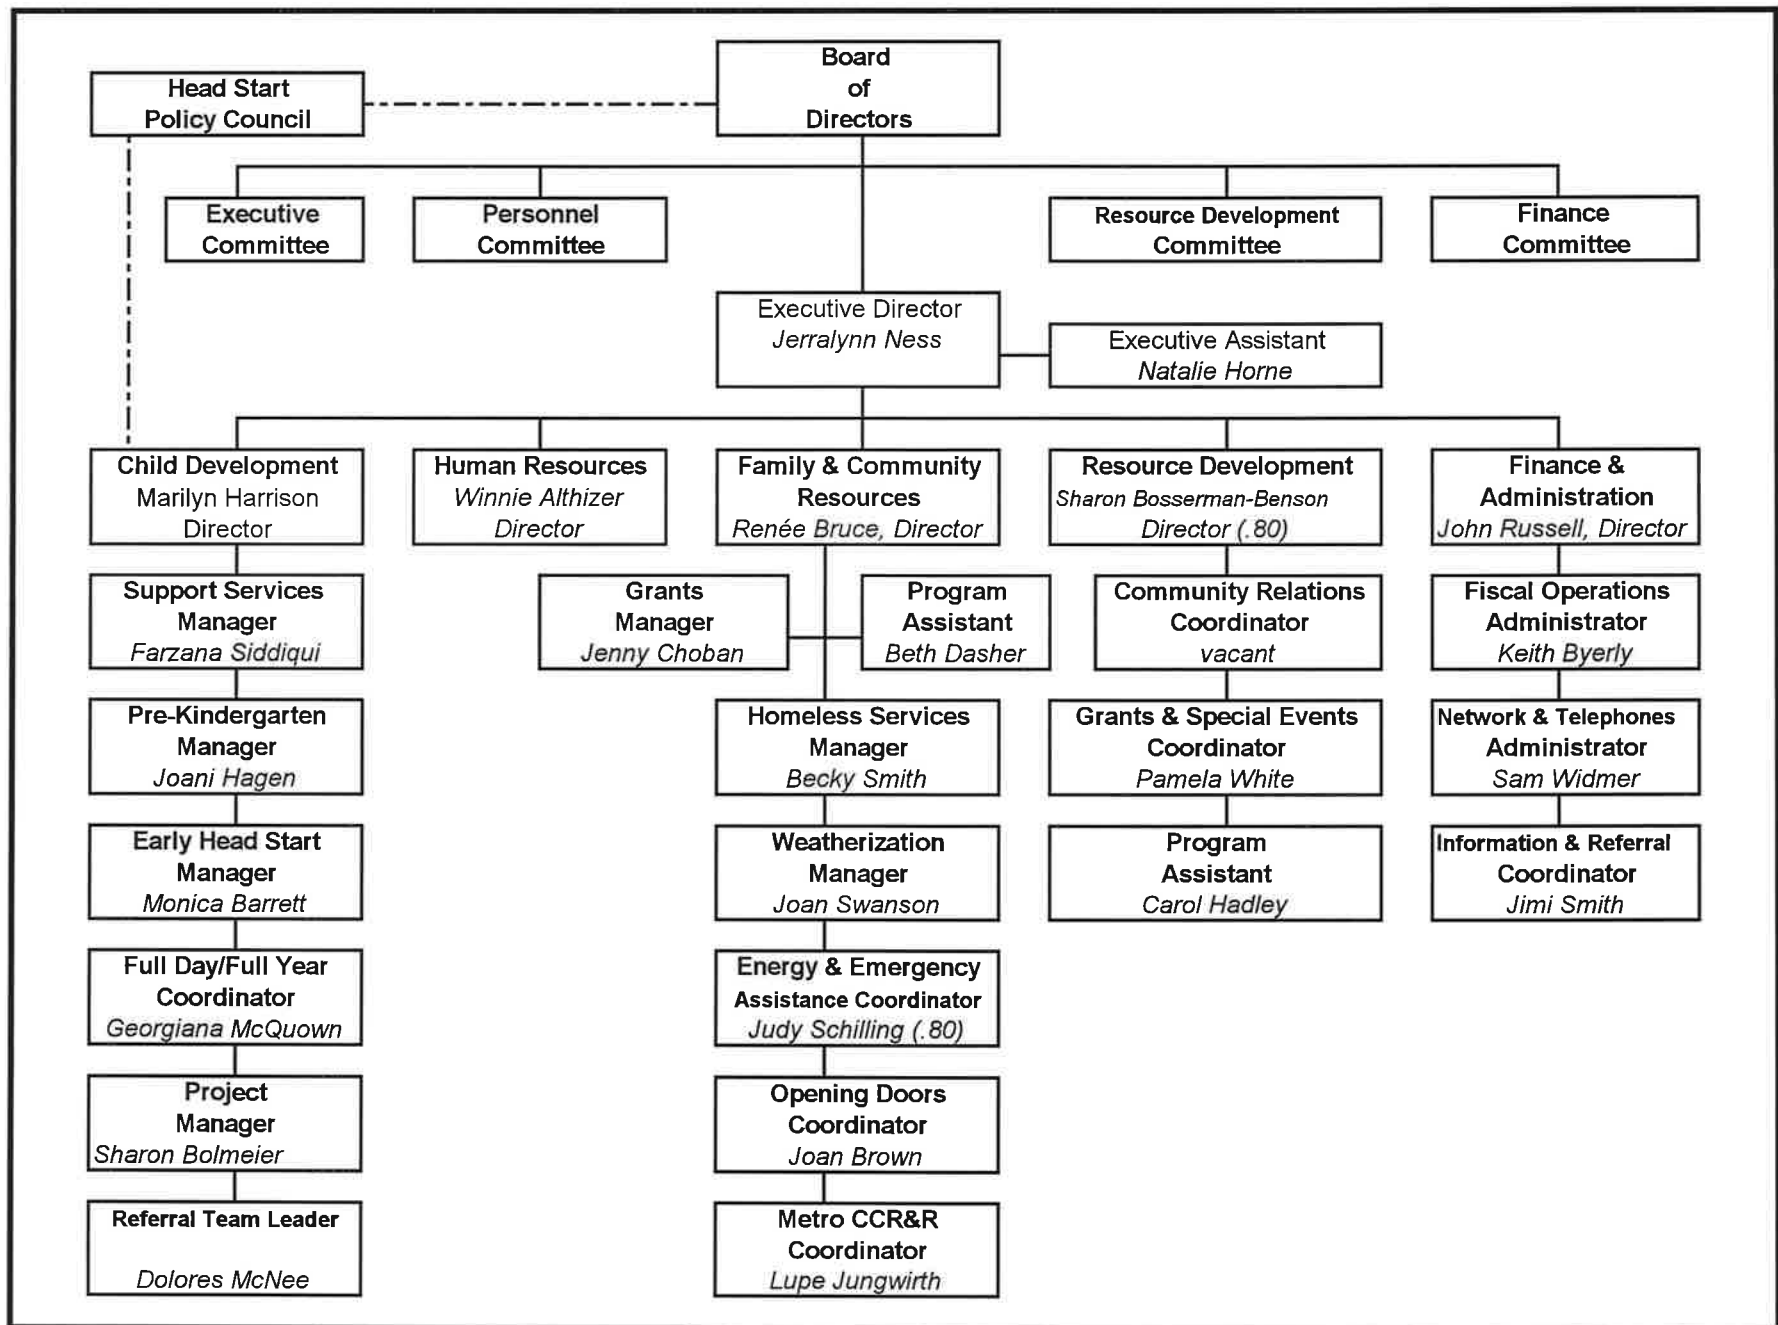 Board
of
Directors
Head Start
Policy Council
Executive
Committee
Personnel
Committee
Resource Development
Committee
Finance
Committee
Executive Director
Jerralynn Ness
Executive Assistant
Natalie Horne
Child Development
Marilyn Harrison
Director
Human Resources
Winnie Althizer
Director
Family & Community
Resources
Renée Bruce, Director
Resource Development
Sharon Bosserman-Benson
Director (.80)
Finance &
Administration
John Russell, Director
Support Services
Manager
Farzana Siddiqui
Grants
Manager
Jenny Choban
Program
Assistant
Beth Dasher
Community Relations
Coordinator
vacant
Fiscal Operations
Administrator
Keith Byerly
Pre-Kindergarten
Manager
Joani Hagen
Homeless Services
Manager
Becky Smith
Grants & Special Events
Coordinator
Pamela White
Network & Telephones
Administrator
Sam Widmer
Early Head Start
Manager
Monica Barrett
Weatherization
Manager
Joan Swanson
Program
Assistant
Carol Hadley
Information & Referral
Coordinator
Jimi Smith
Full Day/Full Year
Coordinator
Georgiana McQuown
Energy & Emergency
Assistance Coordinator
Judy Schilling (.80)
Project
Manager
Sharon Bolmeier
Opening Doors
Coordinator
Joan Brown
Referral Team Leader
Dolores McNee
Metro CCR&R
Coordinator
Lupe Jungwirth